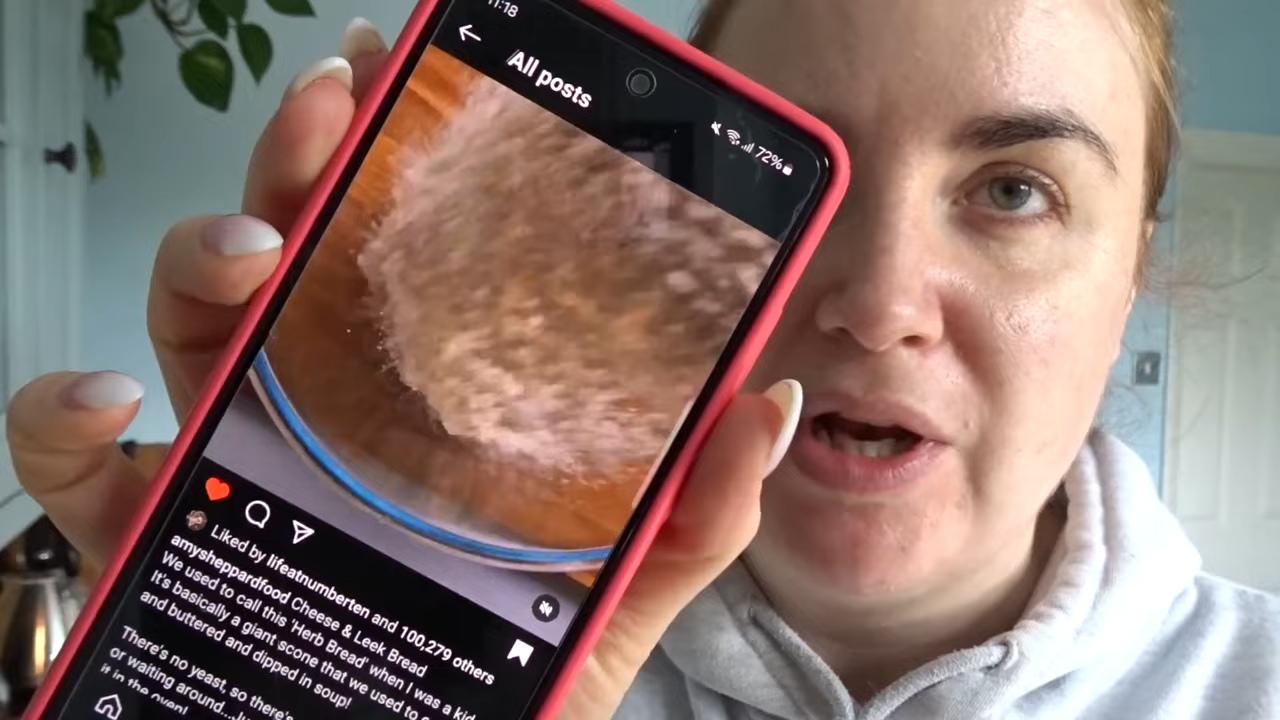 11:18
All posts
72%
Liked by lifeatnumberten and 100,279 others
amysheppardfood Cheese & Leek Bread
We used to call this 'Herb Bread' when I was a kid
It's basically a giant scone that we used to
and buttered and dipped in soup!
There's no yeast, so there's
or waiting around....
it in the oven!